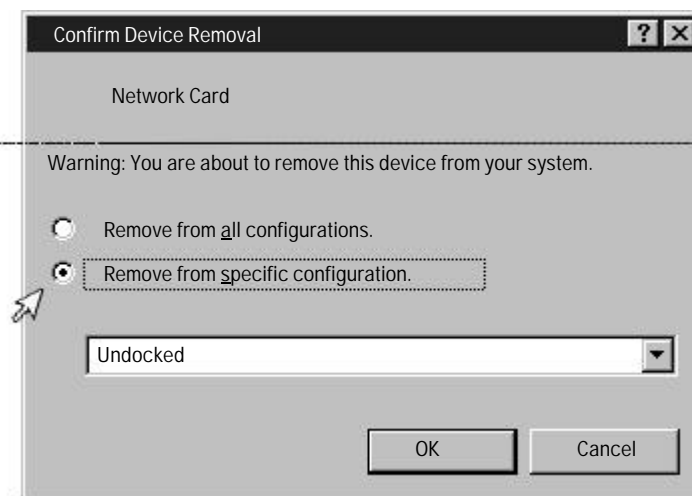 Confirm Device Removal
Network Card
Warning: You are about to remove this device from your system.
Remove from all configurations.
Remove from specific configuration.
Undocked
OK Cancel